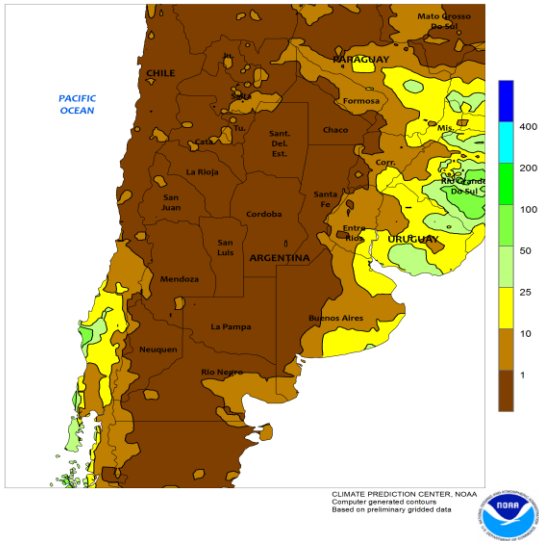 Mato Grosso
Do Sul
PARAGUAY
Ju.
CHILE
PACIFIC
OCEAN
Salta
Formosa
Tu.
Chaco
Mis.
Cata.
Sant.
Del.
Est.
Corr.
La Rioja
Rio Grande
Do Sul
San
Juan
Santa
Fe
Cordoba
Entre
Rios
URUGUAY
San
Luis
ARGENTINA
Mendoza
Buenos Aires
La Pampa
Neuquen
Rio Negro
400
200
100
50
25
10
1
CLIMATE PREDICTION CENTER, NOAA
Computer generated contours
Based on preliminary gridded data
NOAA